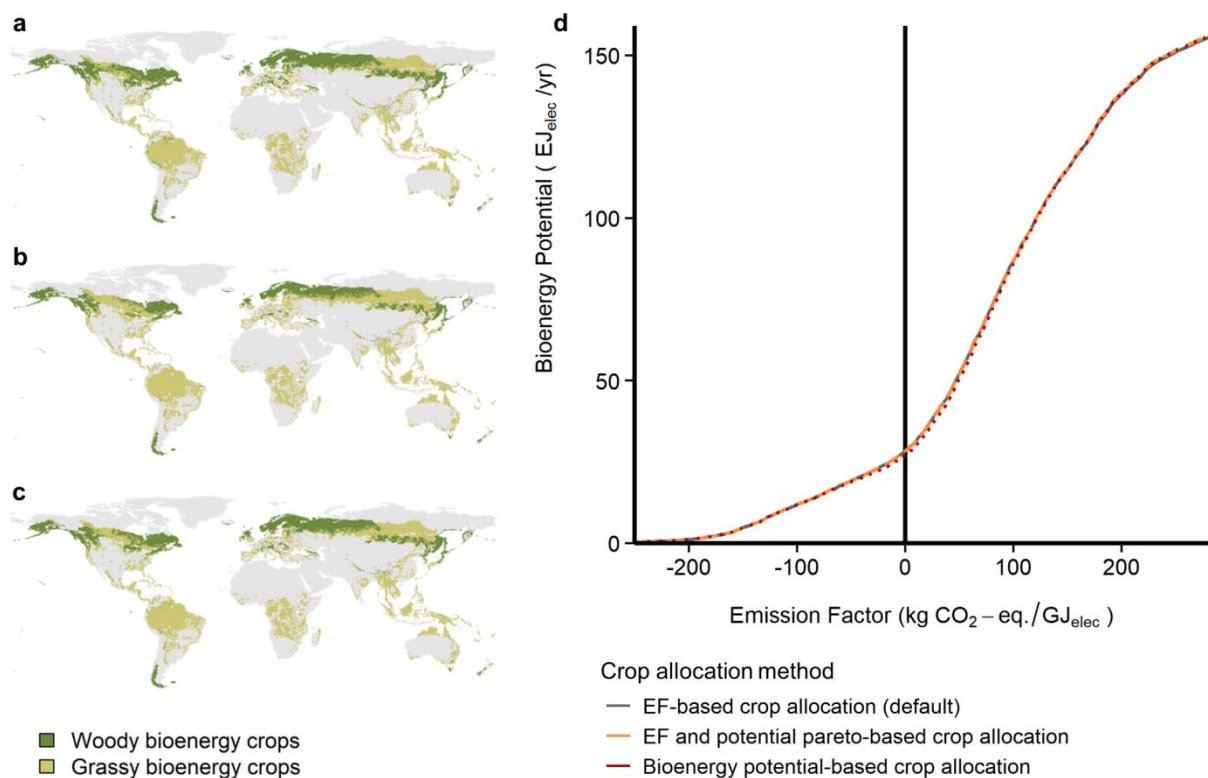 a
b
c
Woody bioenergy crops
Grassy bioenergy crops
d
Bioenergy Potential ( EJelec /yr)
150
100
50
0
-200 -100 0 100 200
Emission Factor (kg CO₂ – eq./GJelec )
Crop allocation method
EF-based crop allocation (default)
EF and potential pareto-based crop allocation
Bioenergy potential-based crop allocation